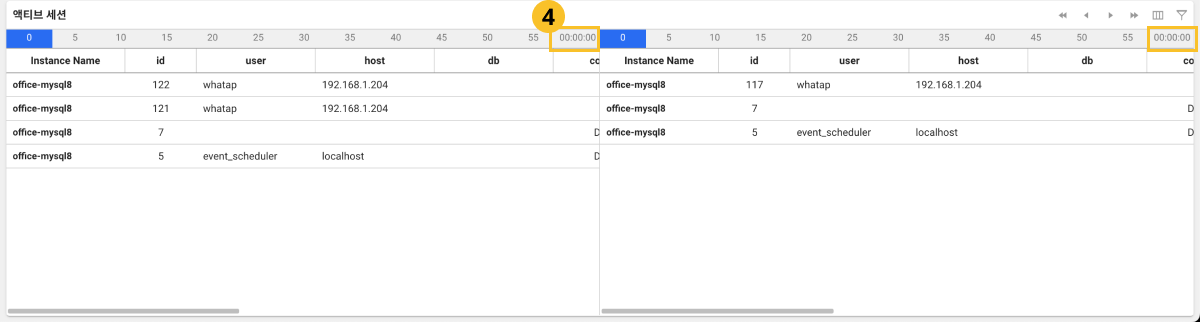 액티브 세션
4
0 5 10 15 20 25 30 35 40 45 50 55 00:00:00
0 5 10 15 20 25 30 35 40 45 50 55 00:00:00
Instance Name id user host db co
office-mysql8 122 whatap 192.168.1.204
office-mysql8 121 whatap 192.168.1.204
office-mysql8 7 D
office-mysql8 5 event_scheduler localhost D
Instance Name id user host db co
office-mysql8 117 whatap 192.168.1.204
office-mysql8 7 D
office-mysql8 5 event_scheduler localhost D